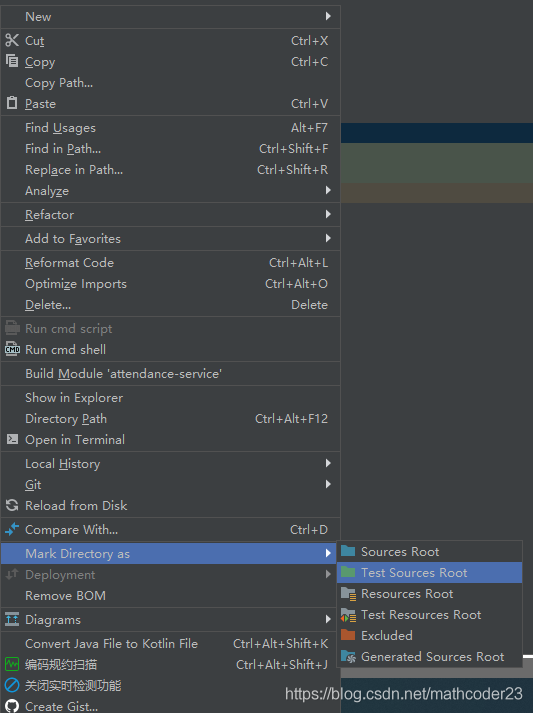 New
Cut Ctrl+X
Copy Ctrl+C
Copy Path...
Paste Ctrl+V
Find Usages Alt+F7
Find in Path... Ctrl+Shift+F
Replace in Path... Ctrl+Shift+R
Analyze
Refactor
Add to Favorites
Reformat Code Ctrl+Alt+L
Optimize Imports Ctrl+Alt+O
Delete... Delete
Run cmd script
Run cmd shell
Build Module 'attendance-service'
Show in Explorer
Directory Path Ctrl+Alt+F12
Open in Terminal
Local History
Git
Reload from Disk
Compare With... Ctrl+D
Mark Directory as
Deployment
Remove BOM
Diagrams
Convert Java File to Kotlin File Ctrl+Alt+Shift+K
编码规约扫描 Ctrl+Alt+Shift+J
关闭实时检测功能
Create Gist...
Sources Root
Test Sources Root
Resources Root
Test Resources Root
Excluded
Generated Sources Root
https://blog.csdn.net/mathcoder23